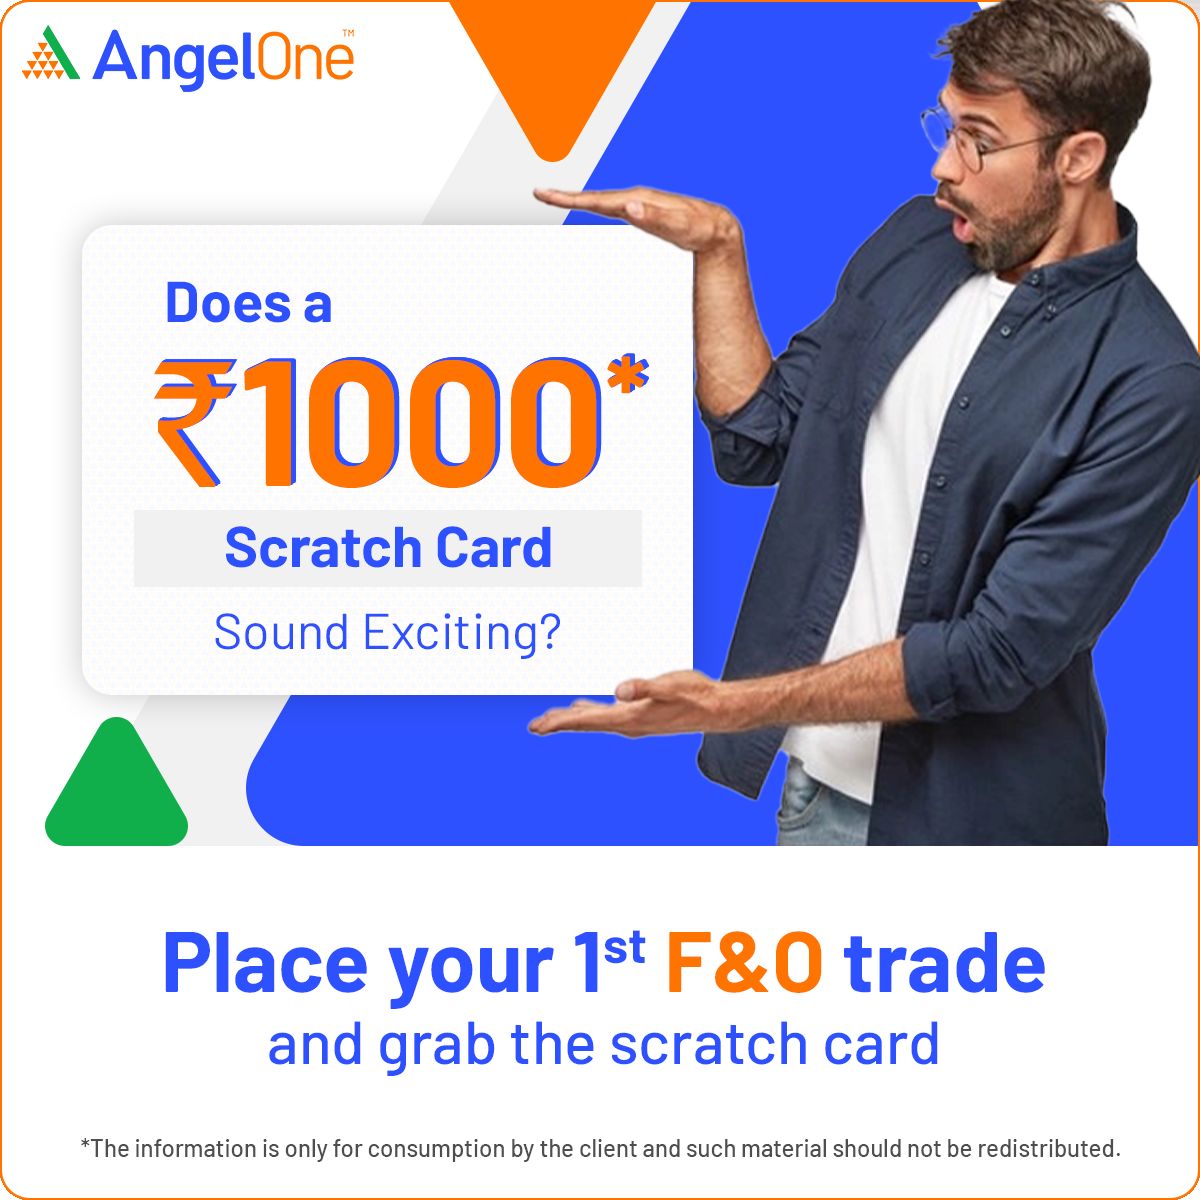 AngelOne™
Does a
₹1000*
Scratch Card
Sound Exciting?
Place your 1st F&O trade
and grab the scratch card
*The information is only for consumption by the client and such material should not be redistributed.